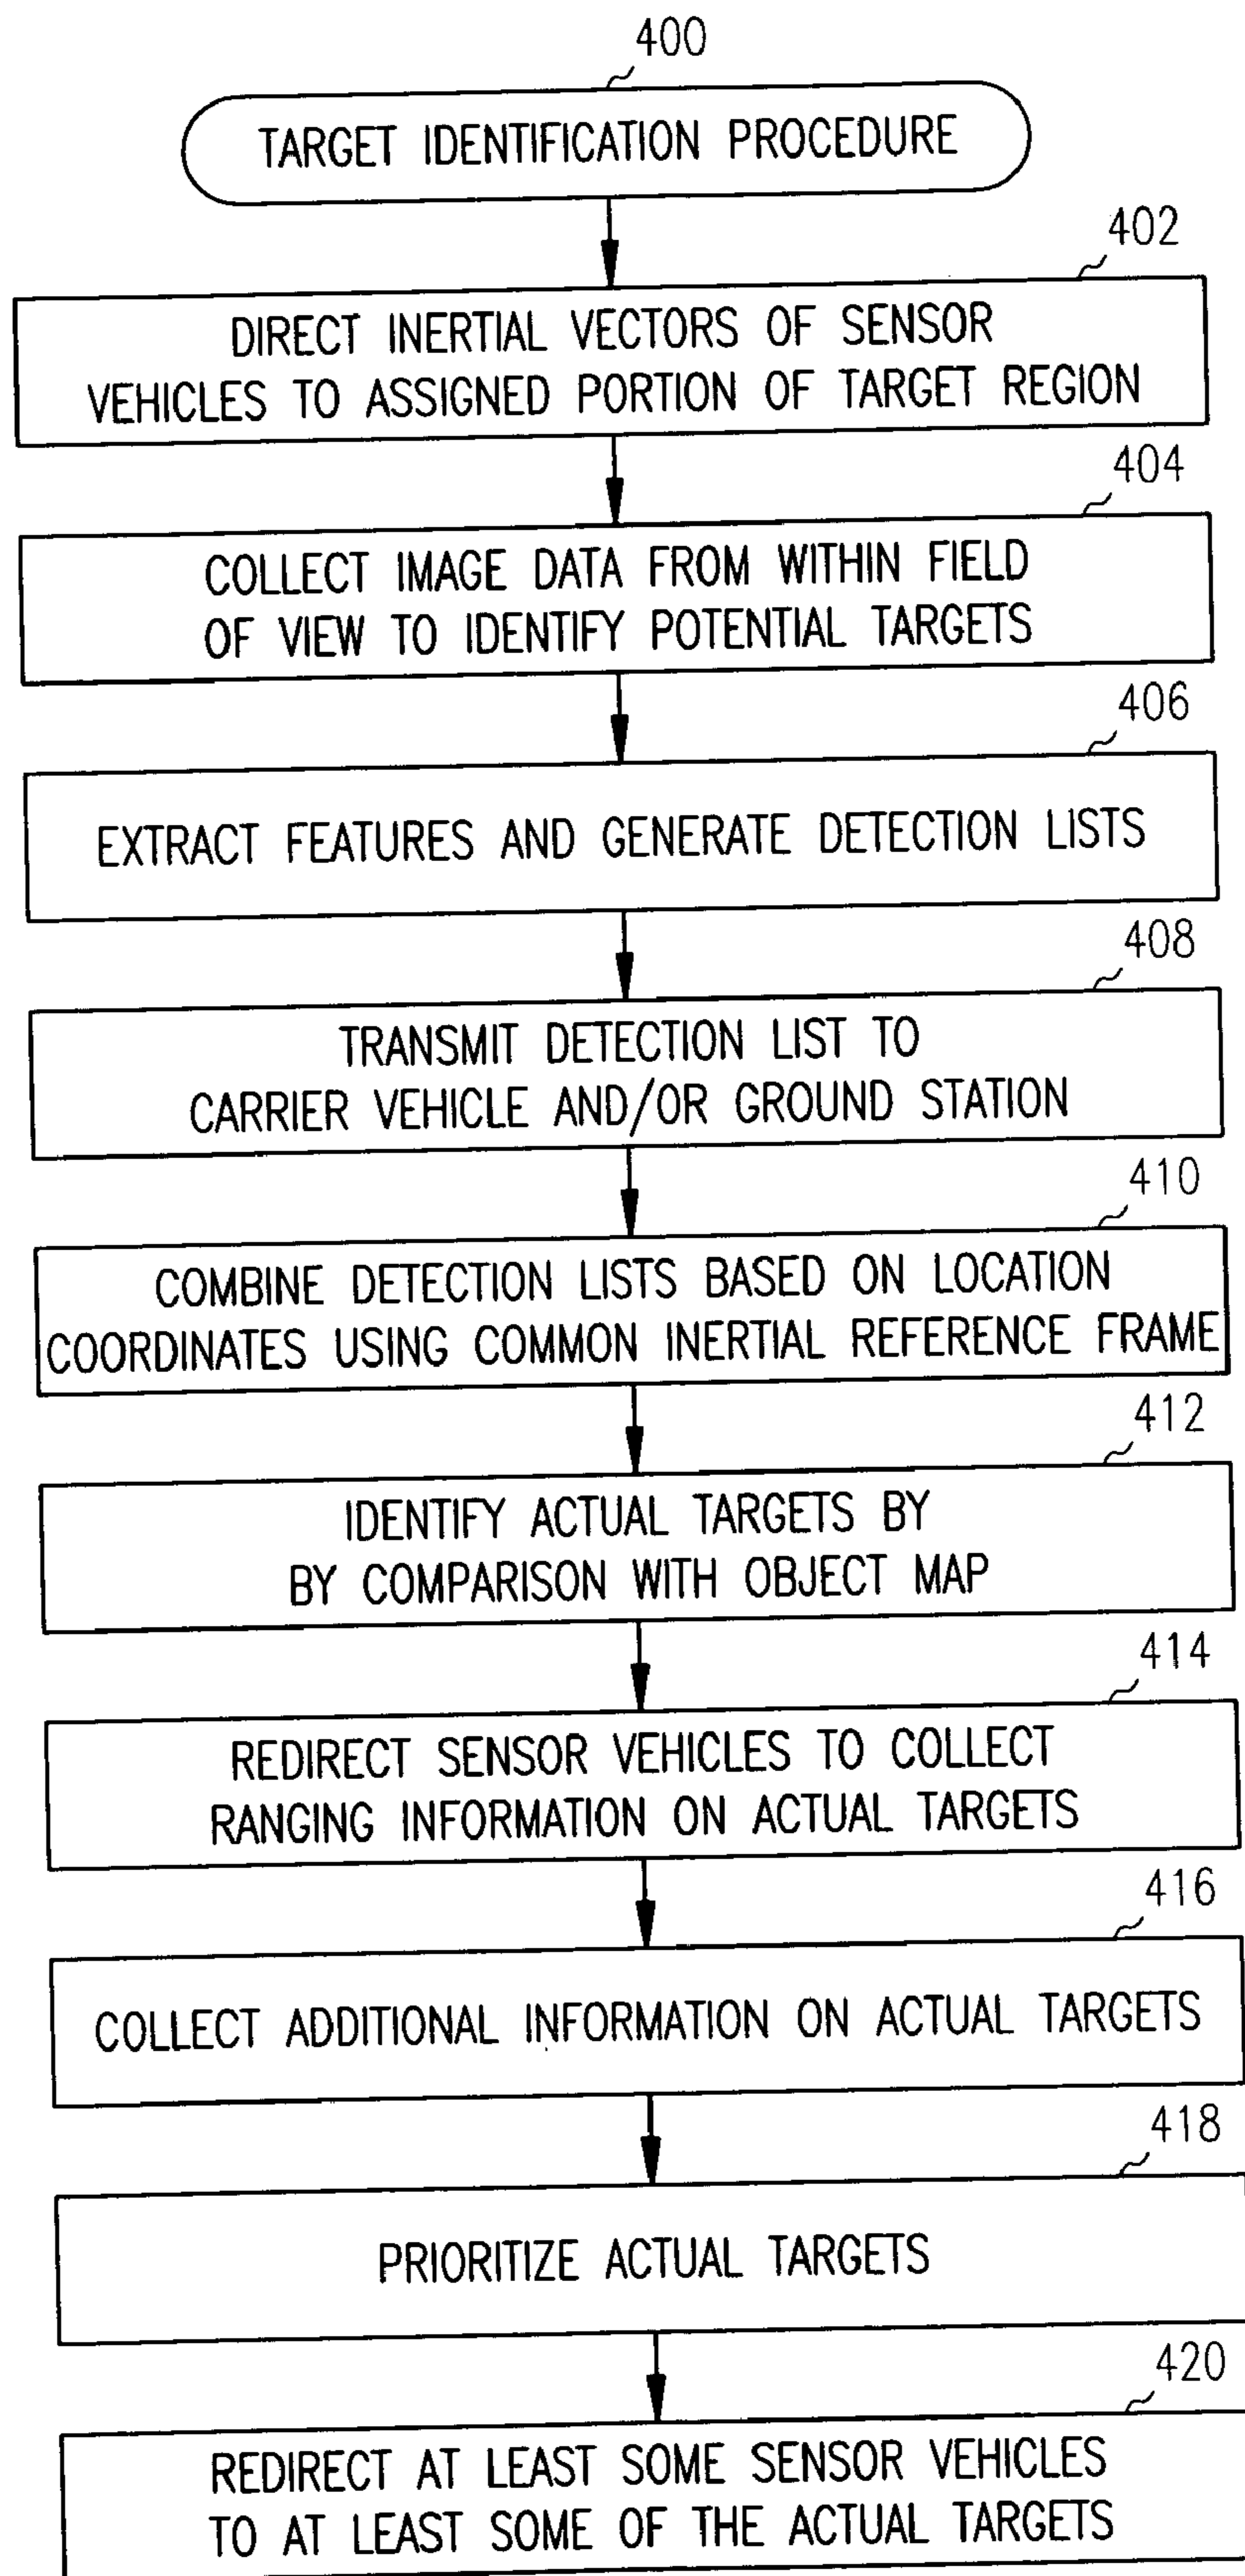 400
TARGET IDENTIFICATION PROCEDURE
402
DIRECT INERTIAL VECTORS OF SENSOR
VEHICLES TO ASSIGNED PORTION OF TARGET REGION
404
COLLECT IMAGE DATA FROM WITHIN FIELD
OF VIEW TO IDENTIFY POTENTIAL TARGETS
406
EXTRACT FEATURES AND GENERATE DETECTION LISTS
408
TRANSMIT DETECTION LIST TO
CARRIER VEHICLE AND/OR GROUND STATION
410
COMBINE DETECTION LISTS BASED ON LOCATION
COORDINATES USING COMMON INERTIAL REFERENCE FRAME
412
IDENTIFY ACTUAL TARGETS BY
BY COMPARISON WITH OBJECT MAP
414
REDIRECT SENSOR VEHICLES TO COLLECT
RANGING INFORMATION ON ACTUAL TARGETS
416
COLLECT ADDITIONAL INFORMATION ON ACTUAL TARGETS
418
PRIORITIZE ACTUAL TARGETS
420
REDIRECT AT LEAST SOME SENSOR VEHICLES
TO AT LEAST SOME OF THE ACTUAL TARGETS